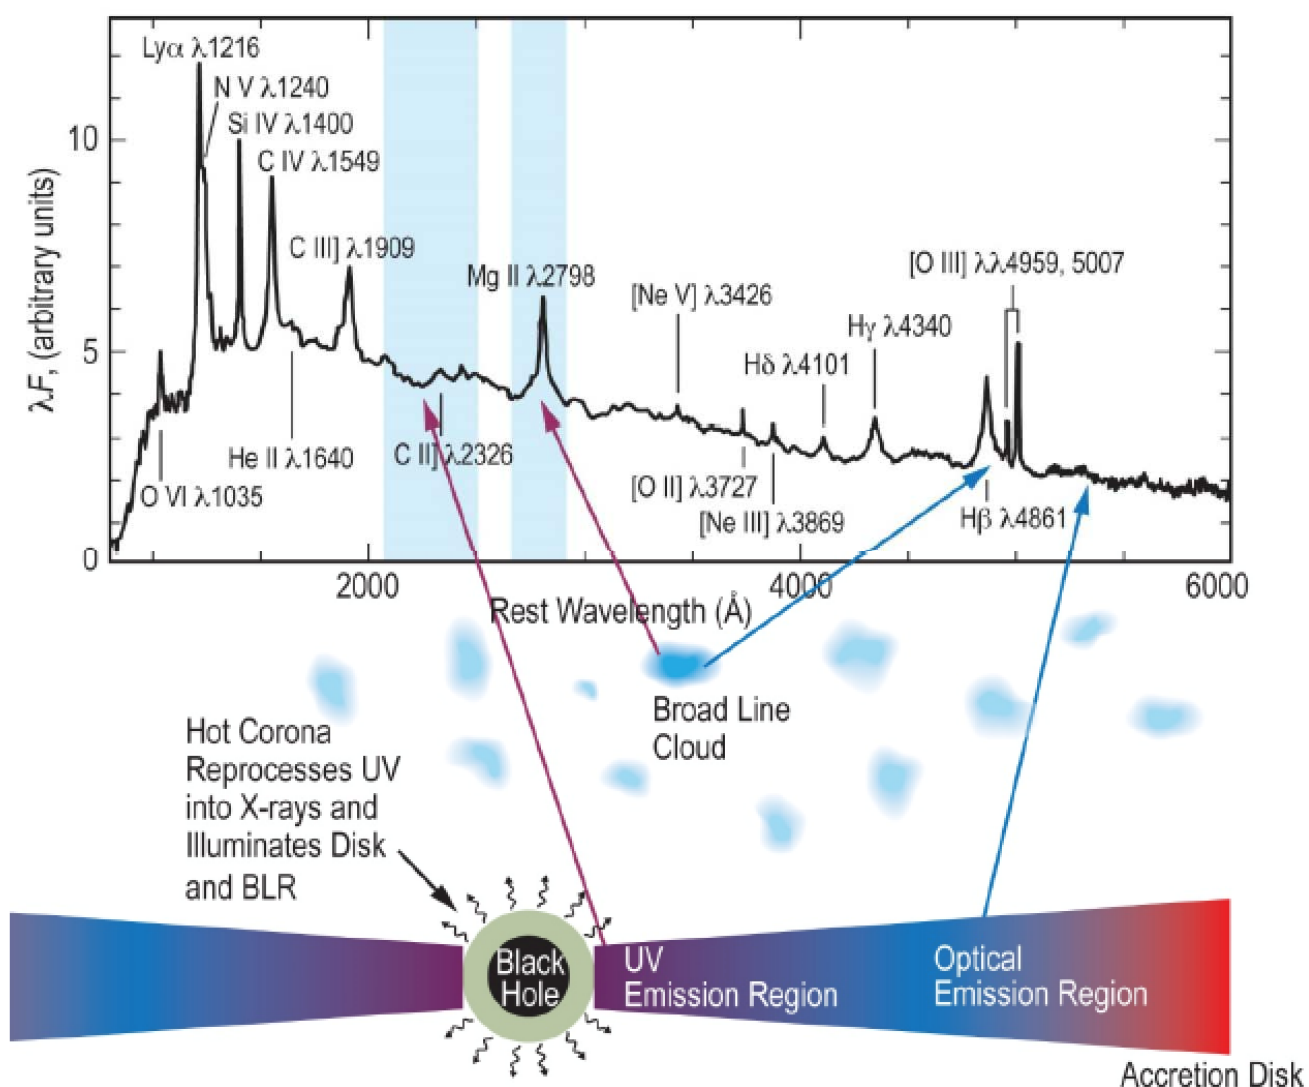 Lyα λ1216
N V λ1240
Si IV λ1400
C IV λ1549
C III] λ1909
Mg II λ2798
[Ne V] λ3426
Hδ λ4101
Hγ λ4340
[O III] λλ4959, 5007
O VI λ1035
He II λ1640
C II] λ2326
[O II] λ3727
[Ne III] λ3869
Hβ λ4861
λF, (arbitrary units)
10
5
0
2000
4000
6000
Rest Wavelength (Å)
Broad Line
Cloud
Hot Corona
Reprocesses UV
into X-rays and
Illuminates Disk
and BLR
Black
Hole
UV
Emission Region
Optical
Emission Region
Accretion Disk